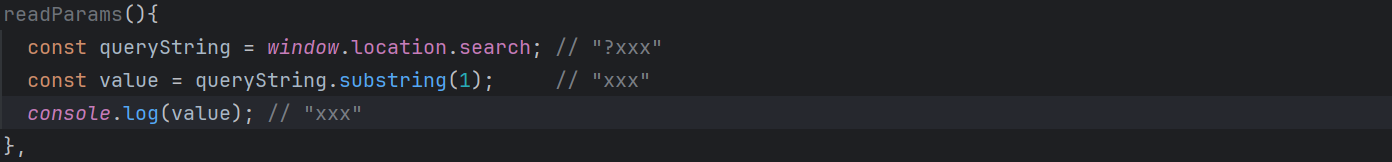 readParams(){
  const queryString = window.location.search; // "?xxx"
  const value = queryString.substring(1);     // "xxx"
  console.log(value); // "xxx"
},